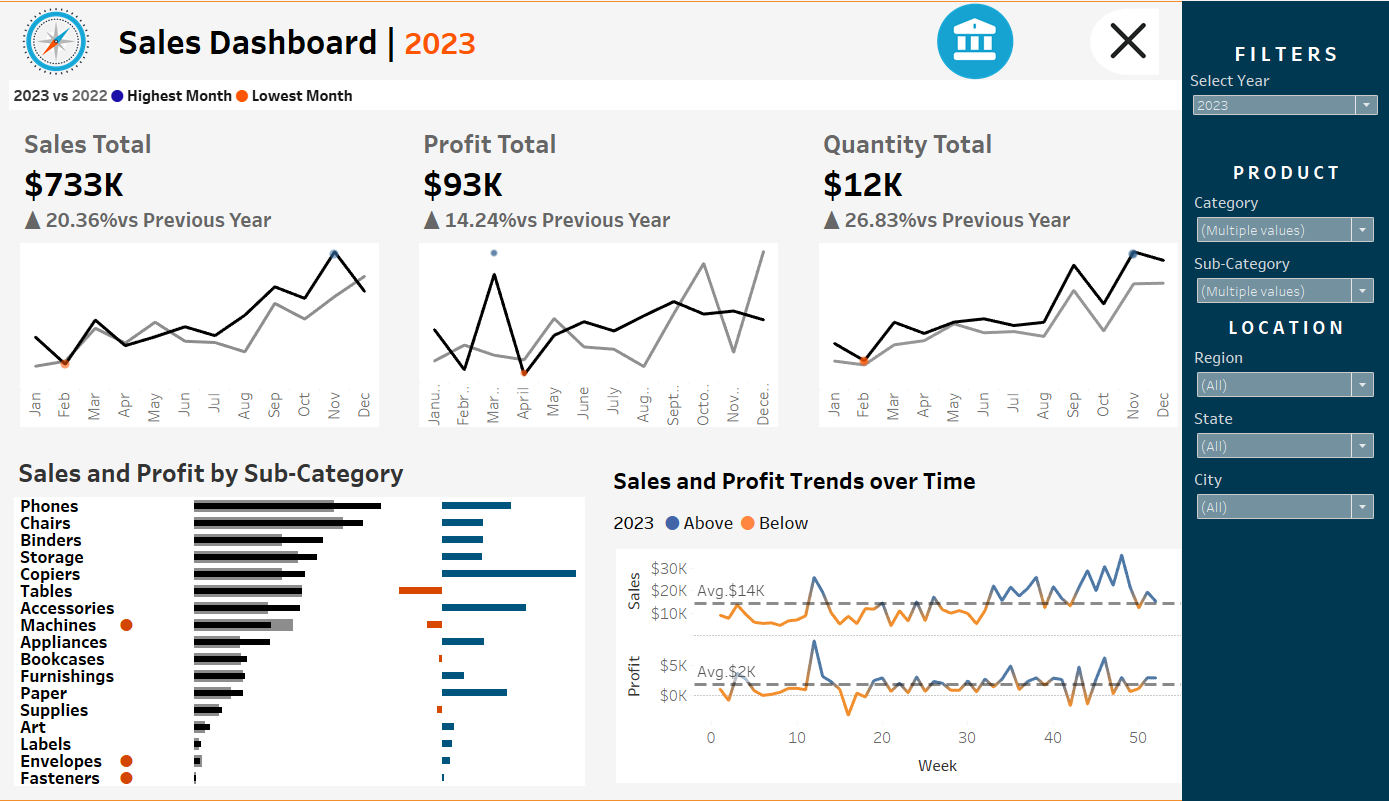 Sales Dashboard | 2023
2023 vs 2022 Highest Month Lowest Month
Sales Total
$733K
▲ 20.36%vs Previous Year
Jan Feb Mar Apr May Jun Jul Aug Sep Oct Nov Dec
Profit Total
$93K
▲ 14.24%vs Previous Year
Janu.. Febr.. Mar.. April May June July Aug.. Sept.. Octo.. Nov.. Dece..
Quantity Total
$12K
▲ 26.83%vs Previous Year
Jan Feb Mar Apr May Jun Jul Aug Sep Oct Nov Dec
Sales and Profit by Sub-Category
Phones
Chairs
Binders
Storage
Copiers
Tables
Accessories
Machines
Appliances
Bookcases
Furnishings
Paper
Supplies
Art
Labels
Envelopes
Fasteners
Sales and Profit Trends over Time
2023 Above Below
Sales
$30K
$20K
$10K
Avg.$14K
Profit
$5K
$0K
Avg.$2K
0 10 20 30 40 50
Week
FILTERS
Select Year
2023
PRODUCT
Category
(Multiple values)
Sub-Category
(Multiple values)
LOCATION
Region
(All)
State
(All)
City
(All)